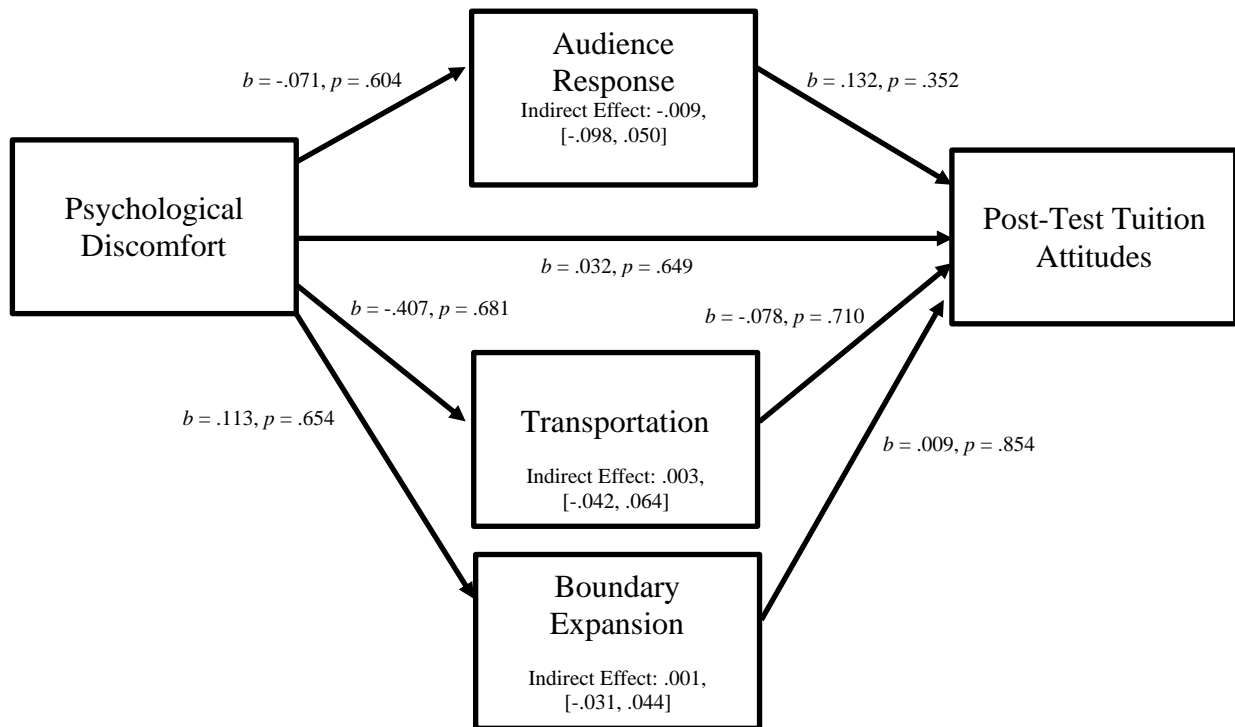 Audience
Response
Indirect Effect: -.009,
[-.098, .050]
b = -.071, p = .604
b = .132, p = .352
Psychological
Discomfort
Post-Test Tuition
Attitudes
b = .032, p = .649
b = -.407, p = .681
b = -.078, p = .710
Transportation
Indirect Effect: .003,
[-.042, .064]
b = .113, p = .654
b = .009, p = .854
Boundary
Expansion
Indirect Effect: .001,
[-.031, .044]